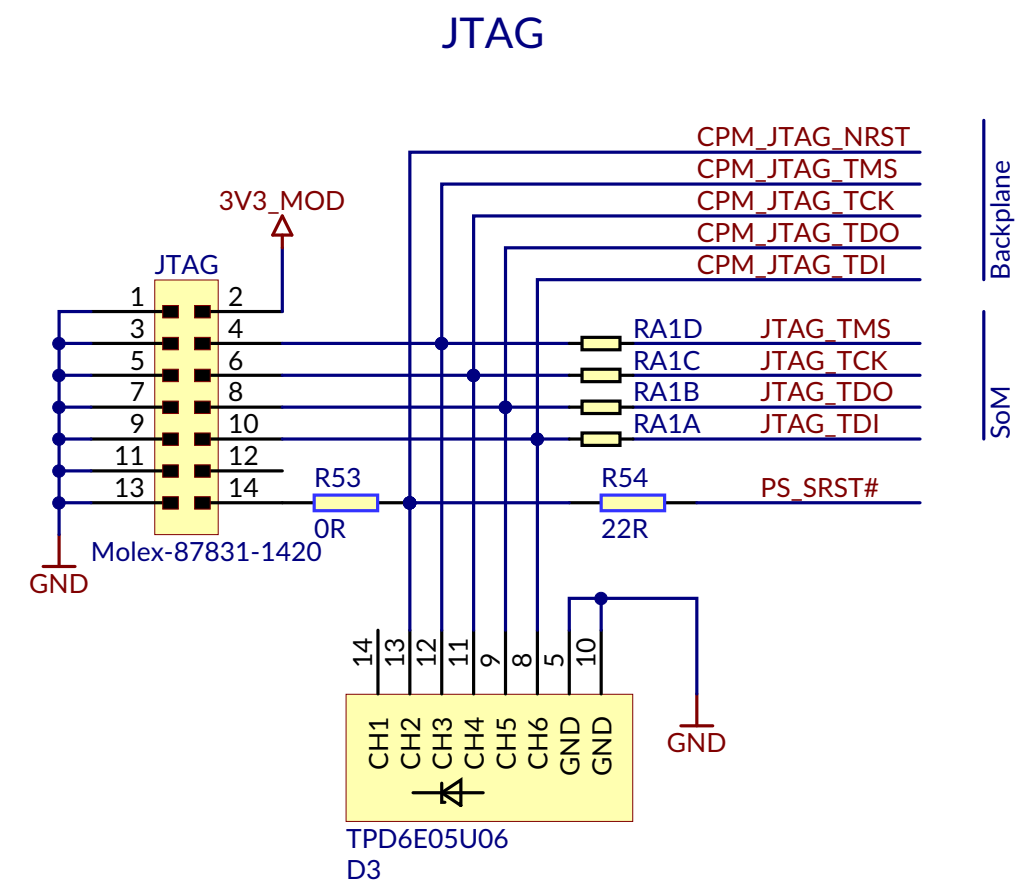 JTAG
CPM_JTAG_NRST
CPM_JTAG_TMS
CPM_JTAG_TCK
CPM_JTAG_TDO
CPM_JTAG_TDI
Backplane
3V3_MOD
JTAG
1 2
3 4
5 6
7 8
9 10
11 12
13 14
Molex-87831-1420
GND
RA1D JTAG_TMS
RA1C JTAG_TCK
RA1B JTAG_TDO
RA1A JTAG_TDI
SoM
R53
0R
R54
22R
PS_SRST#
14 13 12 11 9 8 5 10
CH1 CH2 CH3 CH4 CH5 CH6 GND GND
GND
TPD6E05U06
D3